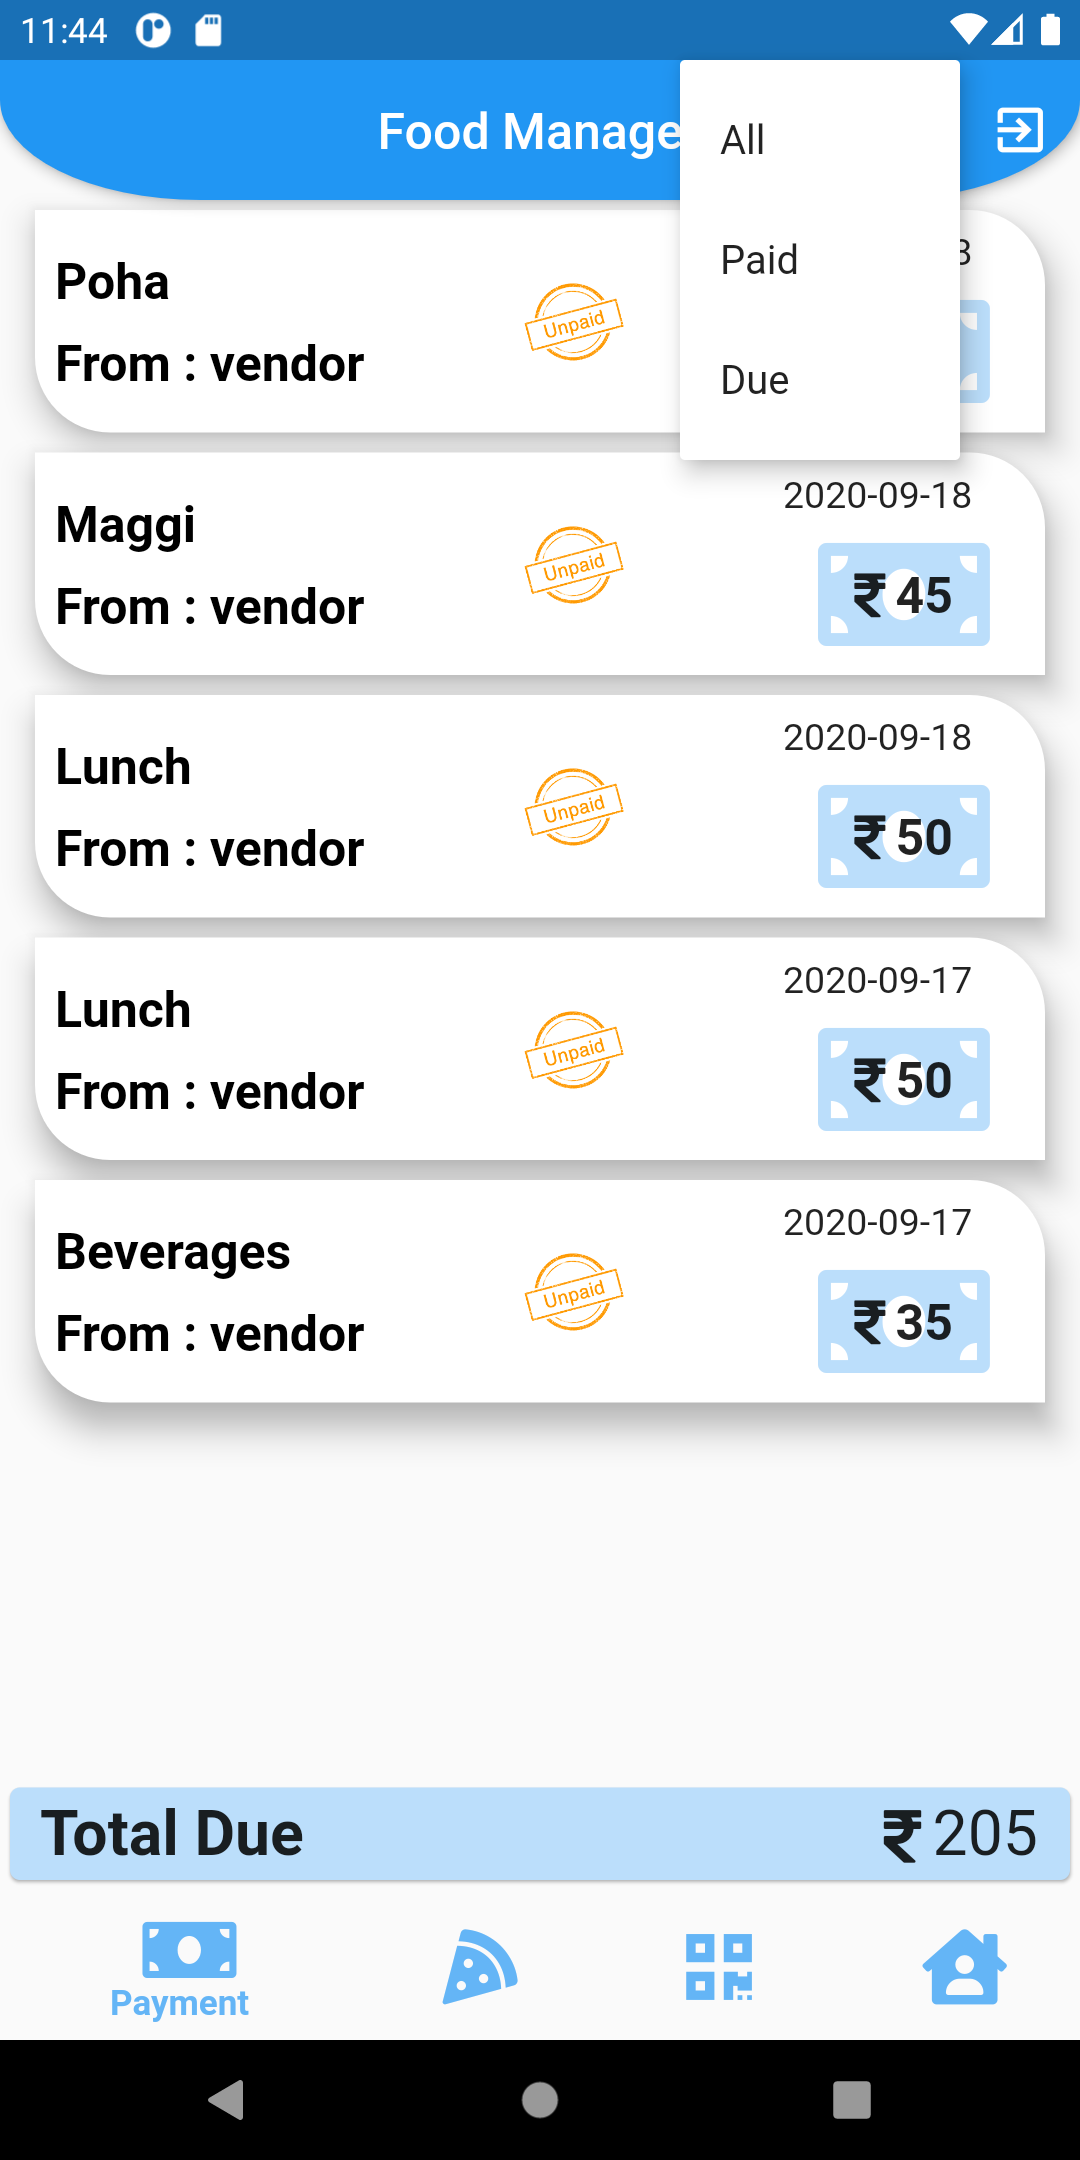 11:44
Food Manage
All
Paid
Due
Poha
Unpaid
From : vendor
Maggi
Unpaid
From : vendor
2020-09-18
₹ 45
Lunch
Unpaid
From : vendor
2020-09-18
₹ 50
Lunch
Unpaid
From : vendor
2020-09-17
₹ 50
Beverages
Unpaid
From : vendor
2020-09-17
₹ 35
Total Due ₹ 205
Payment